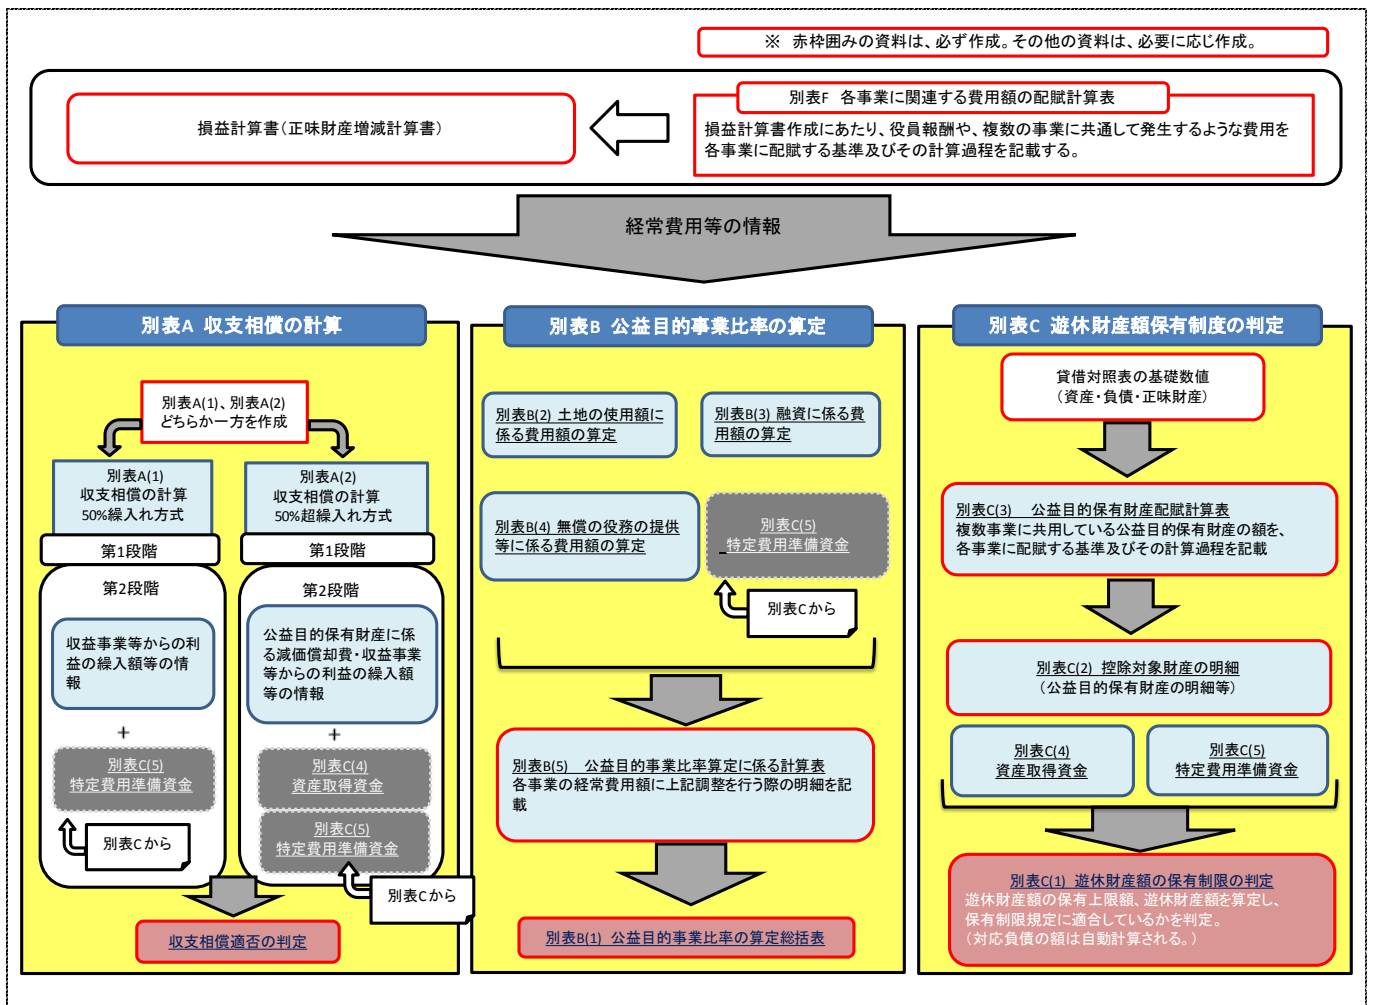 ※ 赤枠囲みの資料は、必ず作成。その他の資料は、必要に応じ作成。
損益計算書(正味財産増減計算書)
別表F 各事業に関連する費用額の配賦計算表
損益計算書作成にあたり、役員報酬や、複数の事業に共通して発生するような費用を
各事業に配賦する基準及びその計算過程を記載する。
経常費用等の情報
別表A 収支相償の計算
別表A(1)、別表A(2)
どちらか一方を作成
別表A(1)
収支相償の計算
50%繰入れ方式
第1段階
第2段階
収益事業等からの利
益の繰入額等の情
報
+
別表C(5)
特定費用準備資金
別表Cから
別表A(2)
収支相償の計算
50%超繰入れ方式
第1段階
第2段階
公益目的保有財産に係
る減価償却費・収益事業
等からの利益の繰入額
等の情報
+
別表C(4)
資産取得資金
別表C(5)
特定費用準備資金
別表Cから
収支相償適否の判定
別表B 公益目的事業比率の算定
別表B(2) 土地の使用額に
係る費用額の算定
別表B(3) 融資に係る費
用額の算定
別表B(4) 無償の役務の提供
等に係る費用額の算定
別表C(5)
特定費用準備資金
別表Cから
別表B(5) 公益目的事業比率算定に係る計算表
各事業の経常費用額に上記調整を行う際の明細を記
載
別表B(1) 公益目的事業比率の算定総括表
別表C 遊休財産額保有制度の判定
貸借対照表の基礎数値
(資産・負債・正味財産)
別表C(3) 公益目的保有財産配賦計算表
複数事業に共用している公益目的保有財産の額を、
各事業に配賦する基準及びその計算過程を記載
別表C(2) 控除対象財産の明細
(公益目的保有財産の明細等)
別表C(4)
資産取得資金
別表C(5)
特定費用準備資金
別表C(1) 遊休財産額の保有制限の判定
遊休財産額の保有上限額、遊休財産額を算定し、
保有制限規定に適合しているかを判定。
(対応負債の額は自動計算される。)